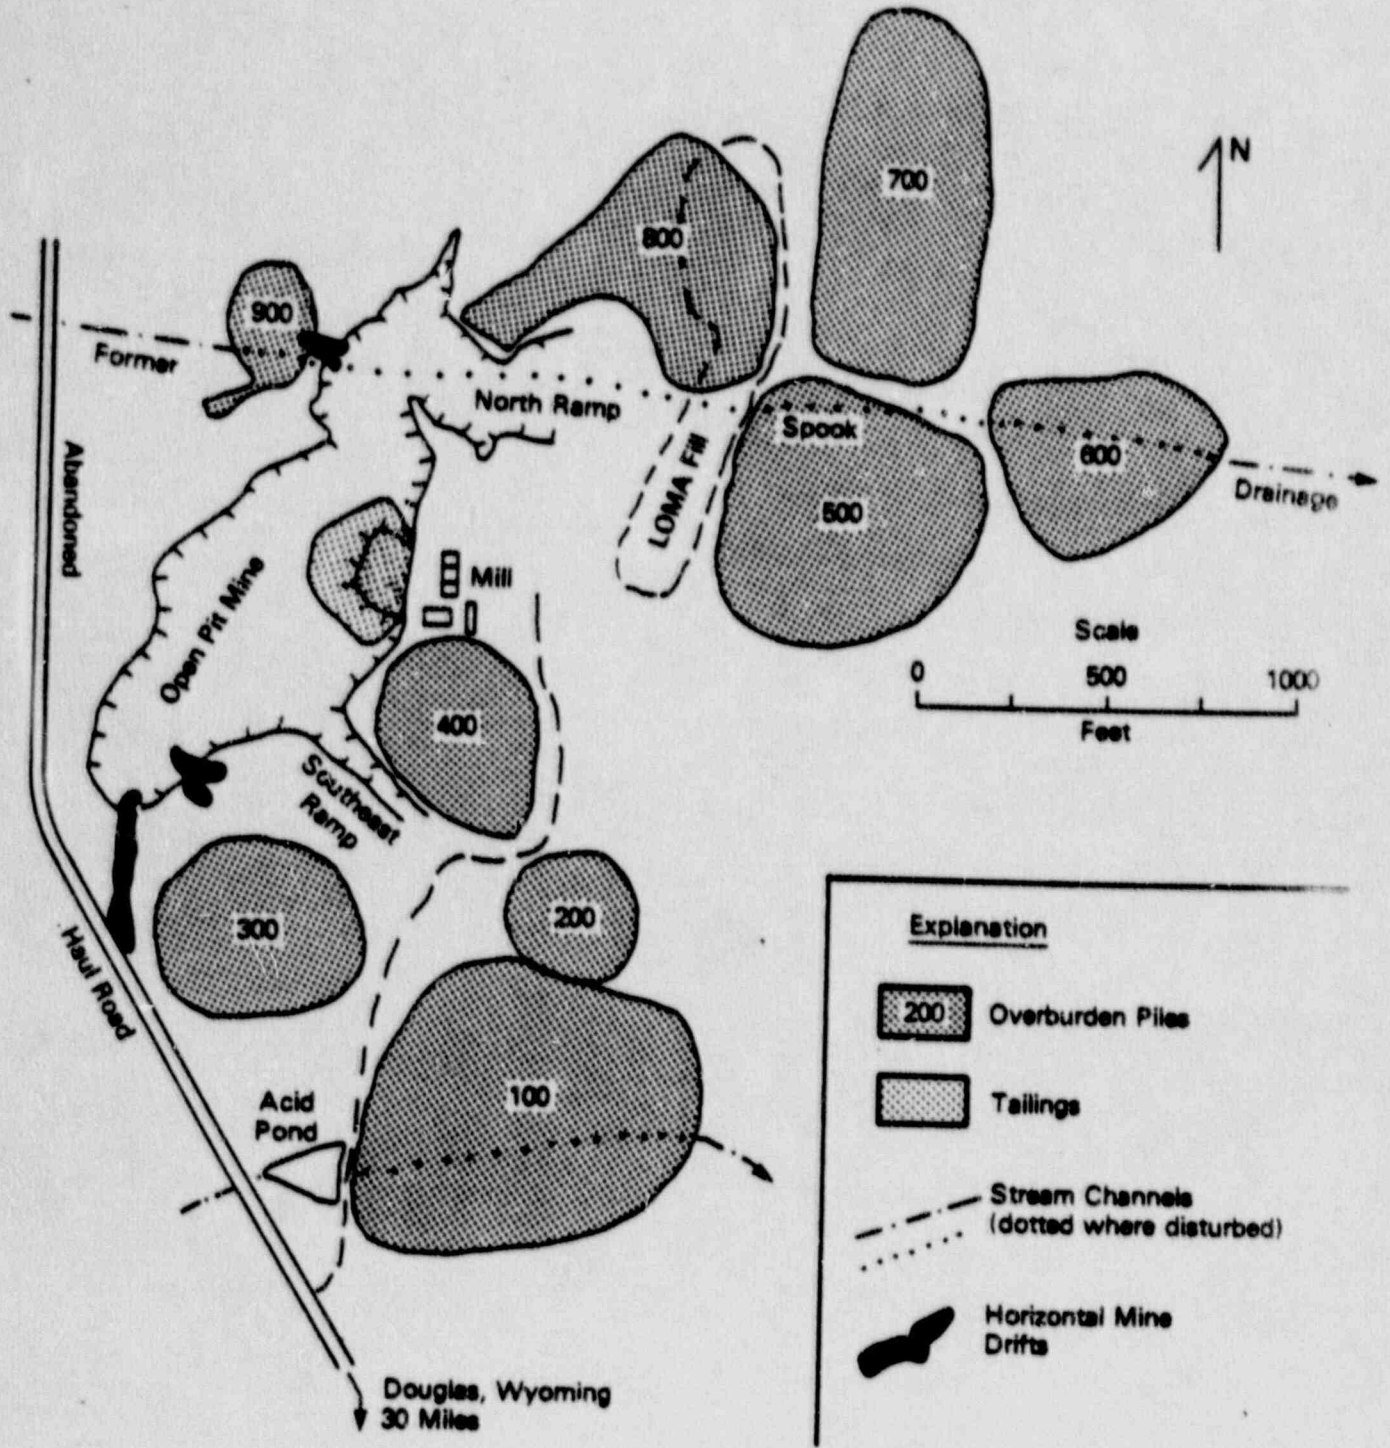 700
N
800
900
Former
North Ramp
Spook
600
Drainage
500
LOMA Fill
Abandoned
Mill
Open Pit Mine
Scale
0 500 1000
Feet
400
Southeast
Ramp
300
200
Haul Road
100
Acid
Pond
Explanation
200 Overburden Piles
Tailings
Stream Channels
(dotted where disturbed)
Horizontal Mine
Drifts
Douglas, Wyoming
30 Miles